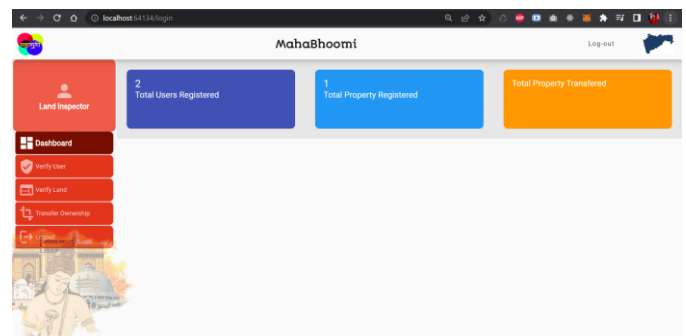 localhost:64134/login
MahaBhoomi
Log-out
Land Inspector
2
Total Users Registered
1
Total Property Registered
Total Property Transfered
Dashboard
Verify User
Verify Land
Transfer Ownership
Logout